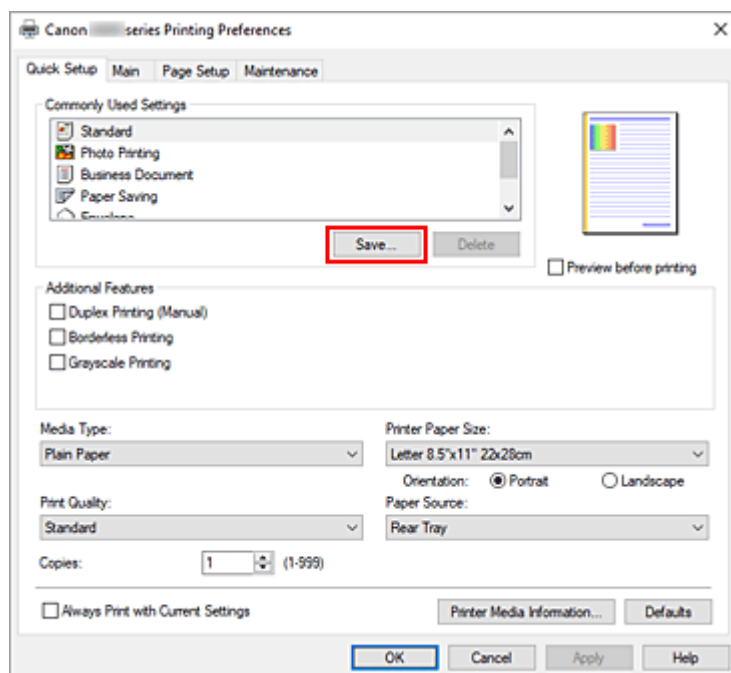 Canon series Printing Preferences
Quick Setup Main Page Setup Maintenance
Commonly Used Settings
Standard
Photo Printing
Business Document
Paper Saving
Envelope
Save... Delete
Preview before printing
Additional Features
Duplex Printing (Manual)
Borderless Printing
Grayscale Printing
Media Type: Printer Paper Size:
Plain Paper Letter 8.5"x11" 22x28cm
Orientation: Portrait Landscape
Print Quality: Paper Source:
Standard Rear Tray
Copies: 1 (1-999)
Always Print with Current Settings Printer Media Information... Defaults
OK Cancel Apply Help